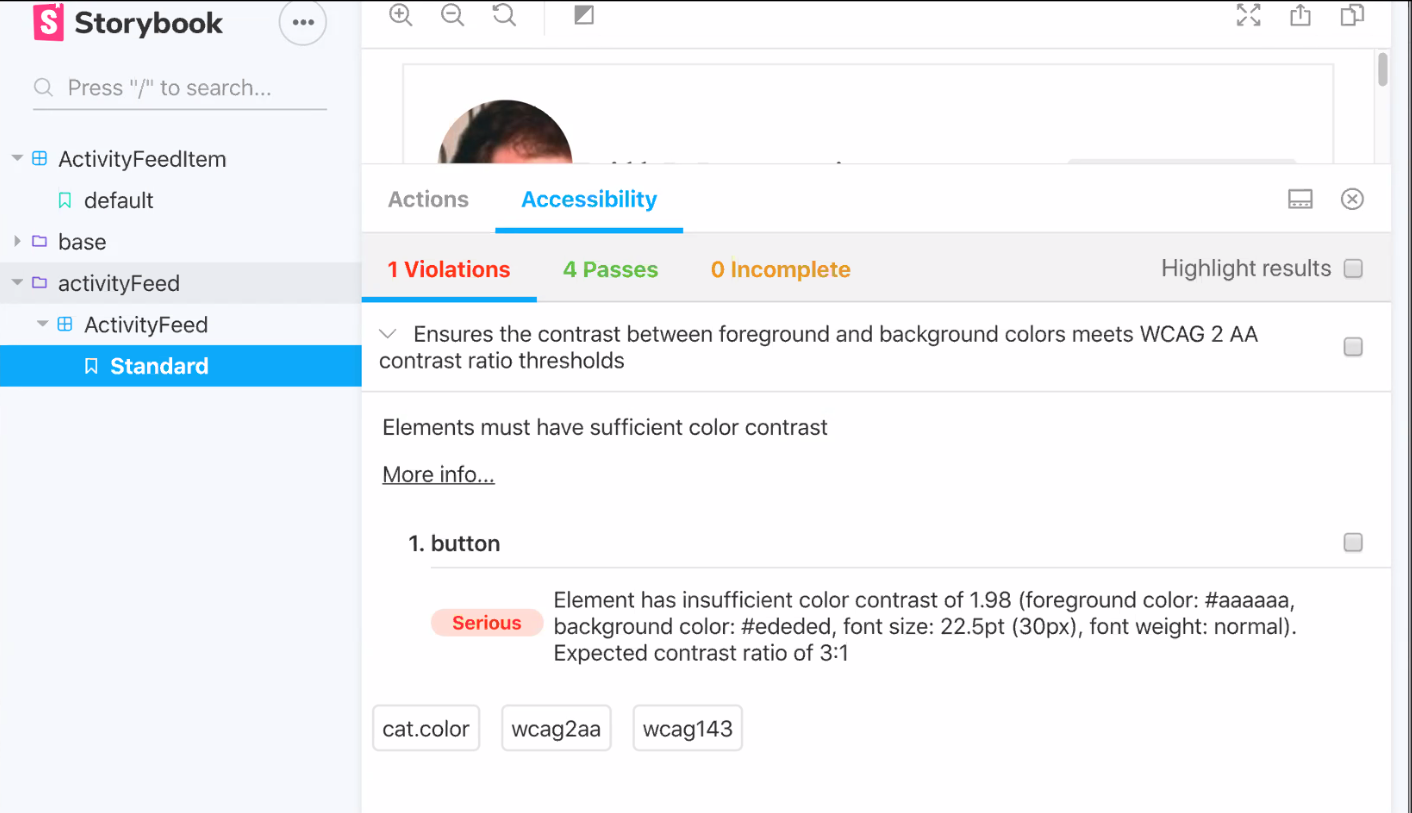 Storybook
Press "/" to search...
ActivityFeedItem
default
base
activityFeed
ActivityFeed
Standard
Actions
Accessibility
1 Violations
4 Passes
0 Incomplete
Highlight results
Ensures the contrast between foreground and background colors meets WCAG 2 AA
contrast ratio thresholds
Elements must have sufficient color contrast
More info...
1. button
Serious
Element has insufficient color contrast of 1.98 (foreground color: #aaaaaa,
background color: #ededed, font size: 22.5pt (30px), font weight: normal).
Expected contrast ratio of 3:1
cat.color
wcag2aa
wcag143